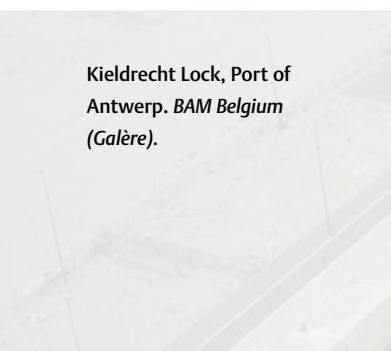 Kieldrecht Lock, Port of
Antwerp. BAM Belgium
(Galère).